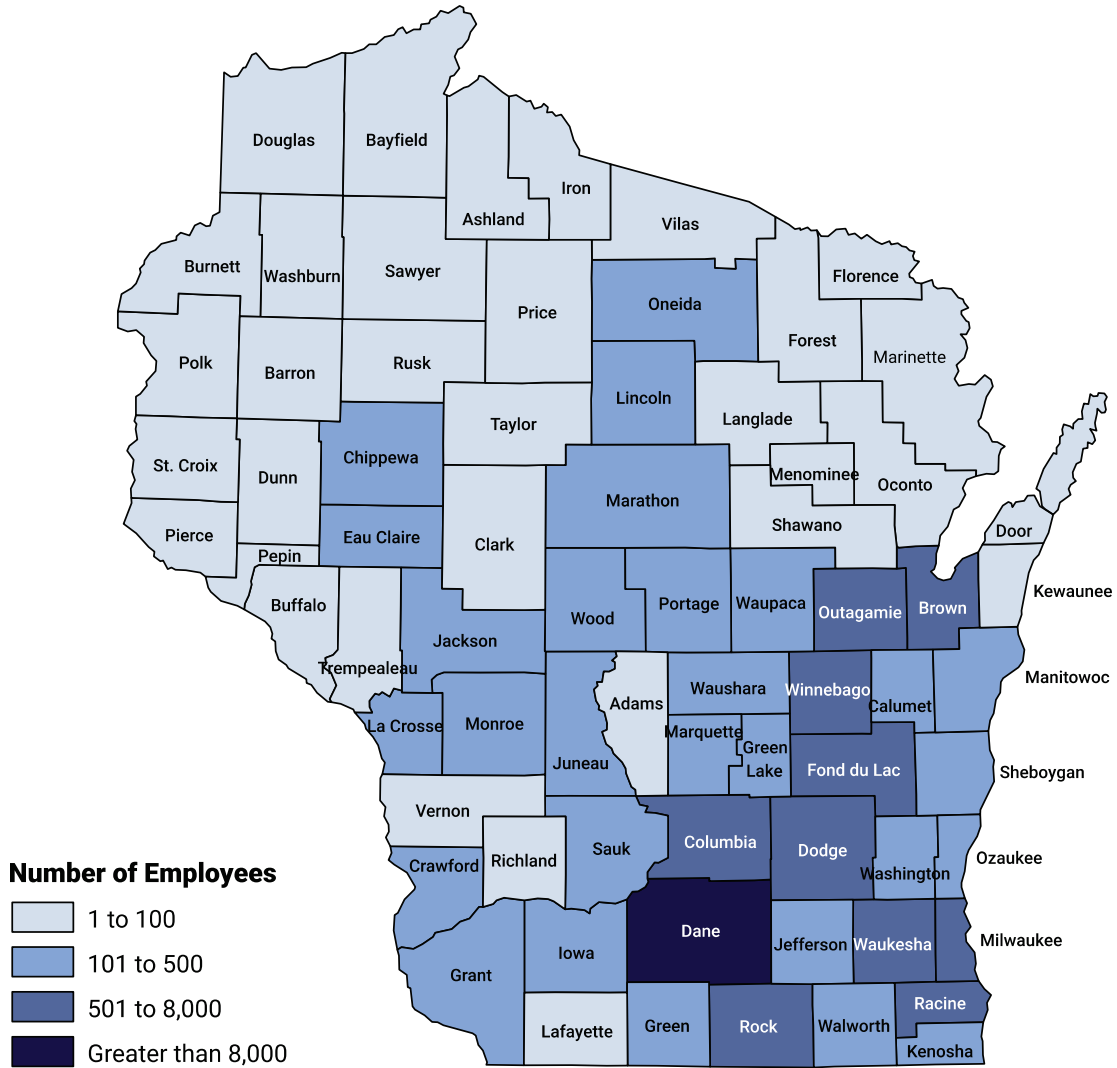 Douglas
Bayfield
Iron
Ashland
Vilas
Burnett
Washburn
Sawyer
Florence
Price
Oneida
Forest
Marinette
Polk
Barron
Rusk
Lincoln
Langlade
Taylor
Chippewa
St. Croix
Dunn
Menominee
Oconto
Marathon
Shawano
Door
Pierce
Eau Claire
Clark
Pepin
Kewaunee
Buffalo
Wood
Portage
Waupaca
Outagamie
Brown
Jackson
Trempealeau
Manitowoc
Adams
Waushara
Winnebago
Calumet
La Crosse
Monroe
Marquette
Green
Lake
Juneau
Fond du Lac
Sheboygan
Vernon
Columbia
Dodge
Sauk
Richland
Crawford
Washington
Ozaukee
Number of Employees
1 to 100
101 to 500
501 to 8,000
Greater than 8,000
Dane
Jefferson
Waukesha
Milwaukee
Iowa
Grant
Lafayette
Green
Rock
Walworth
Racine
Kenosha